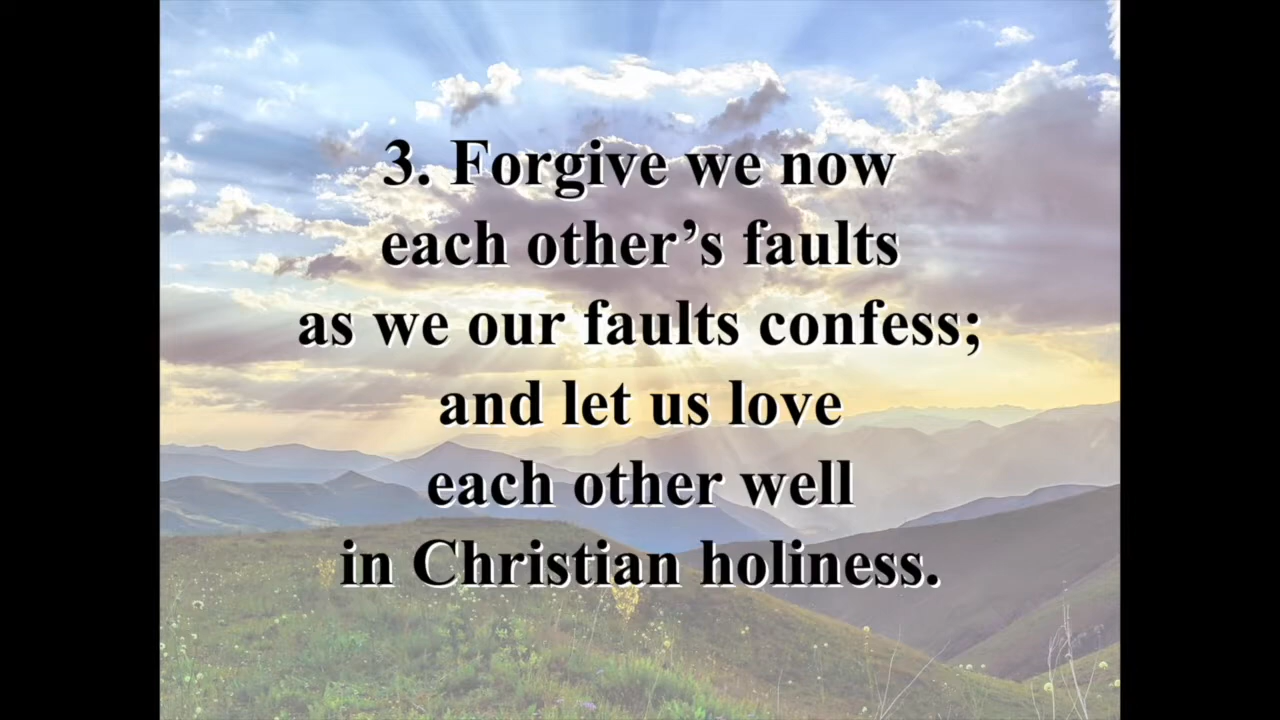 3. Forgive we now
each other’s faults
as we our faults confess;
and let us love
each other well
in Christian holiness.